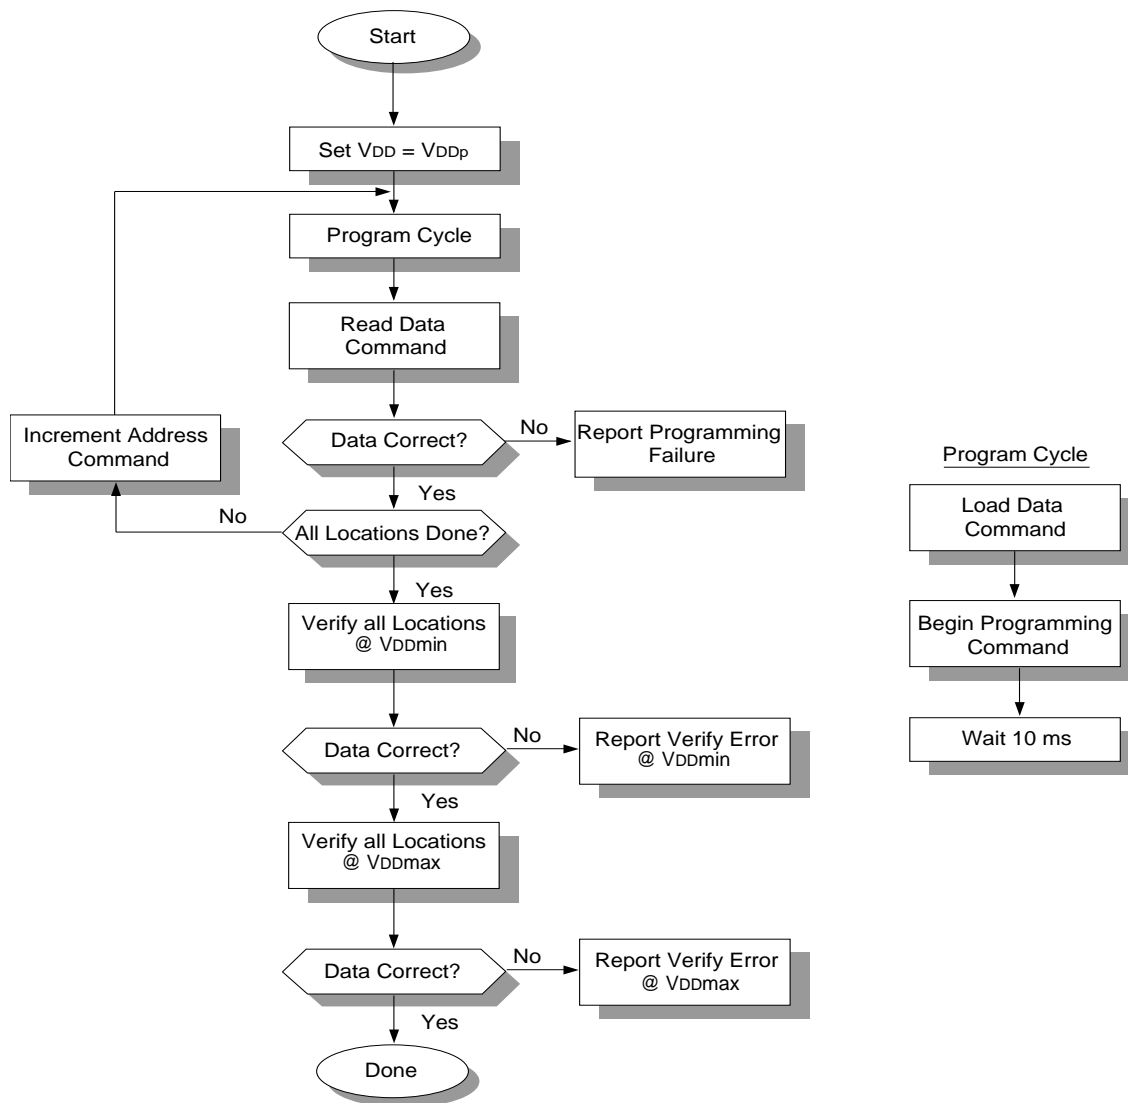 Start
Set VDD = VDDp
Program Cycle
Read Data
Command
Increment Address
Command
Data Correct?
No
Report Programming
Failure
Yes
No
All Locations Done?
Yes
Verify all Locations
@ VDDmin
Data Correct?
No
Report Verify Error
@ VDDmin
Yes
Verify all Locations
@ VDDmax
Data Correct?
No
Report Verify Error
@ VDDmax
Yes
Done
Program Cycle
Load Data
Command
Begin Programming
Command
Wait 10 ms